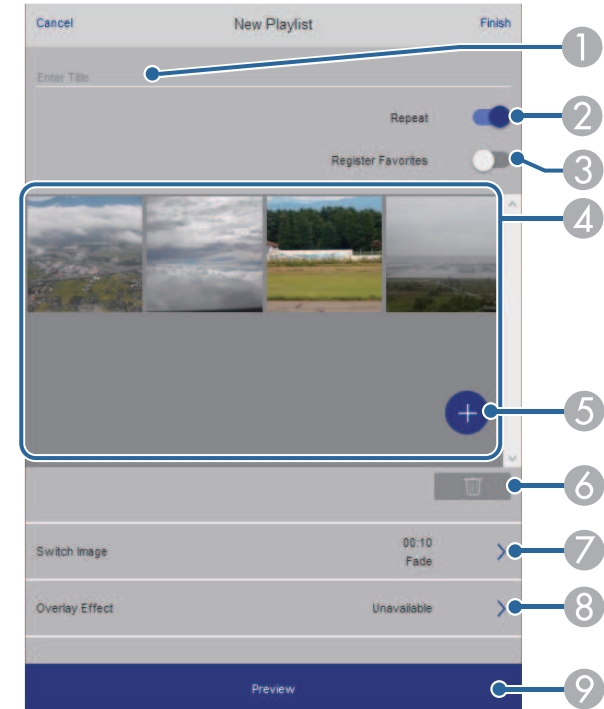 Cancel New Playlist Finish
1
Enter Title
Repeat 2
Register Favorites 3
4
5
6
Switch Image 00:10 Fade 7
Overlay Effect Unavailable 8
Preview 9